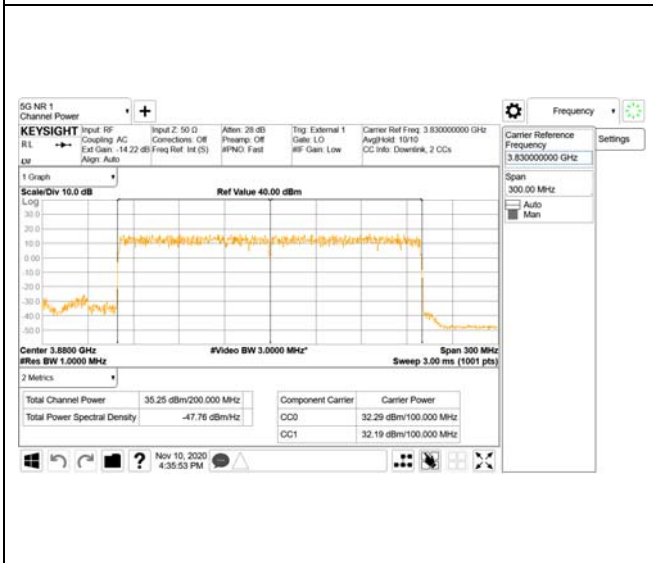 5G NR 1
Channel Power
Frequency
KEYSIGHT Input: RF Input Z: 50 Ω Atten: 28 dB Trig: External 1 Carrier Ref Freq: 3.830000000 GHz
RL Coupling: AC Corrections: Off Preamp: Off Gate: LO Avg|Hold: 10/10
Ext Gain: -14.22 dB Freq Ref: Int (S) #PNO: Fast #IF Gain: Low CC Info: Downlink, 2 CCs
Align: Auto
Carrier Reference
Frequency
3.830000000 GHz
Settings
Span
300.00 MHz
Auto
Man
1 Graph
Scale/Div 10.0 dB Ref Value 40.00 dBm
Log
30.0
20.0
10.0
0.00
-10.0
-20.0
-30.0
-40.0
-50.0
Center 3.8800 GHz #Video BW 3.0000 MHz* Span 300 MHz
#Res BW 1.0000 MHz Sweep 3.00 ms (1001 pts)
2 Metrics
Total Channel Power 35.25 dBm/200.000 MHz
Total Power Spectral Density -47.76 dBm/Hz
Component Carrier Carrier Power
CC0 32.29 dBm/100.000 MHz
CC1 32.19 dBm/100.000 MHz
Nov 10, 2020
4:35:53 PM